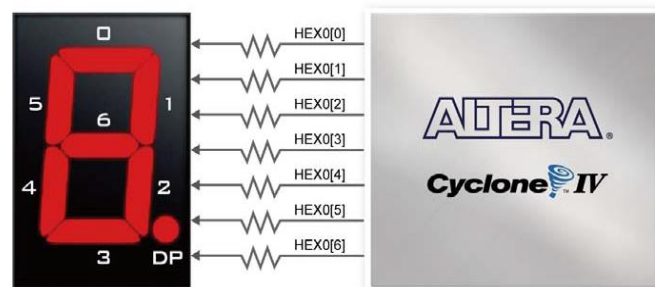 0
HEX0[0]
5
1
HEX0[1]
6
HEX0[2]
ALTERA®
HEX0[3]
4
2
HEX0[4]
Cyclone™ IV
HEX0[5]
3
DP
HEX0[6]